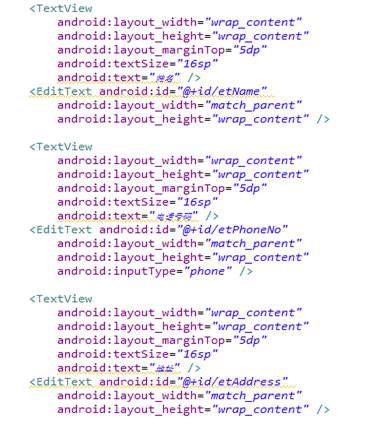 <TextView
android:layout_width="wrap_content"
android:layout_height="wrap_content"
android:layout_marginTop="5dp"
android:textSize="16sp"
android:text="姓名" />
<EditText android:id="@+id/etName"
android:layout_width="match_parent"
android:layout_height="wrap_content" />
<TextView
android:layout_width="wrap_content"
android:layout_height="wrap_content"
android:layout_marginTop="5dp"
android:textSize="16sp"
android:text="电话号码" />
<EditText android:id="@+id/etPhoneNo"
android:layout_width="match_parent"
android:layout_height="wrap_content"
android:inputType="phone" />
<TextView
android:layout_width="wrap_content"
android:layout_height="wrap_content"
android:layout_marginTop="5dp"
android:textSize="16sp"
android:text="地址" />
<EditText android:id="@+id/etAddress"
android:layout_width="match_parent"
android:layout_height="wrap_content" />